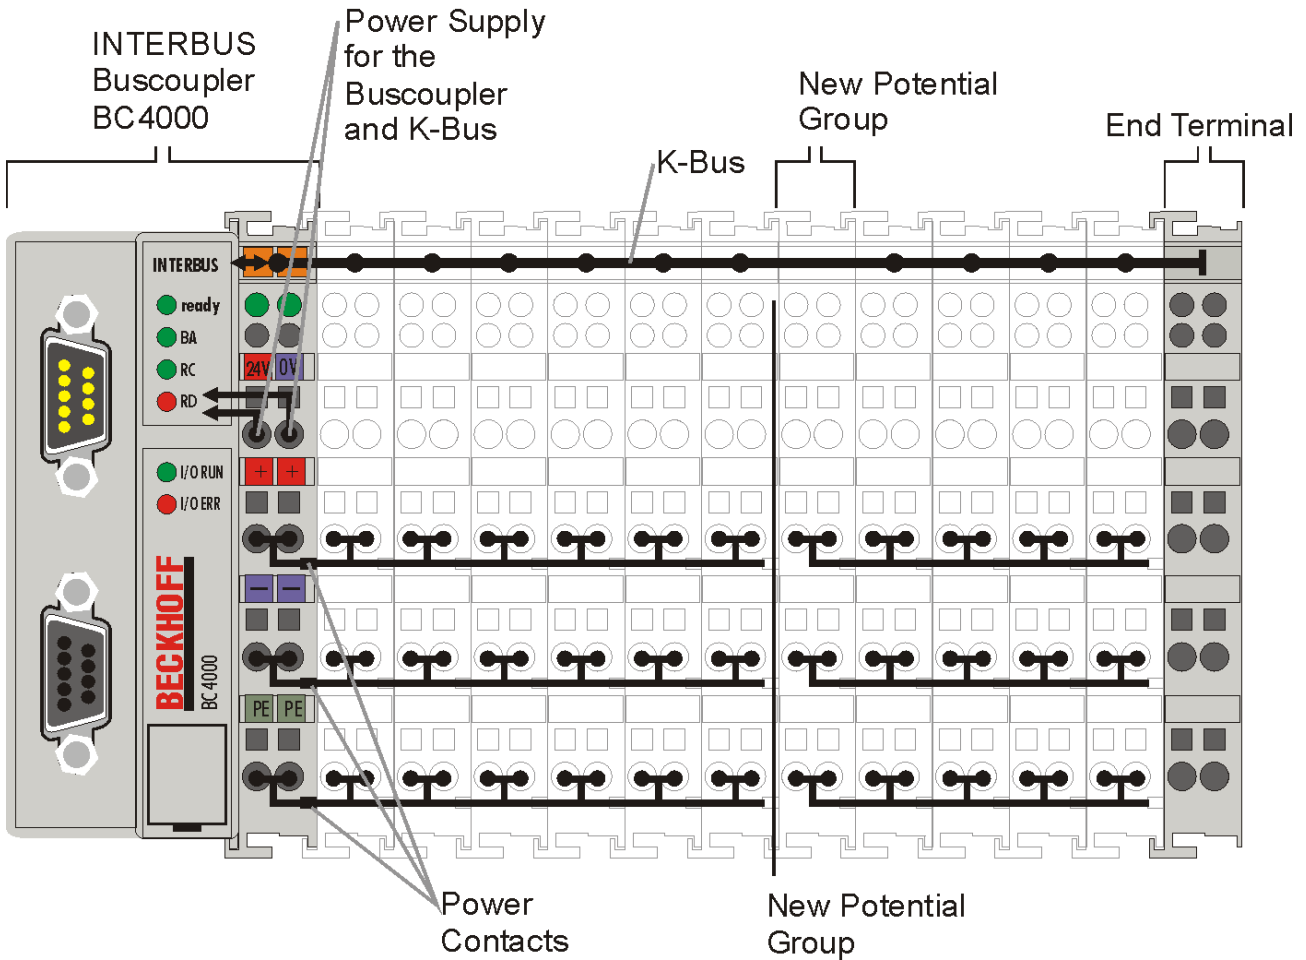 INTERBUS
Buscoupler
BC4000
Power Supply
for the
Buscoupler
and K-Bus
K-Bus
New Potential
Group
End Terminal
INTERBUS
ready
BA
RC
RD
I/O RUN
I/O ERR
BECKHOFF
BC4000
24V 0V
+ +
− −
PE PE
Power
Contacts
New Potential
Group